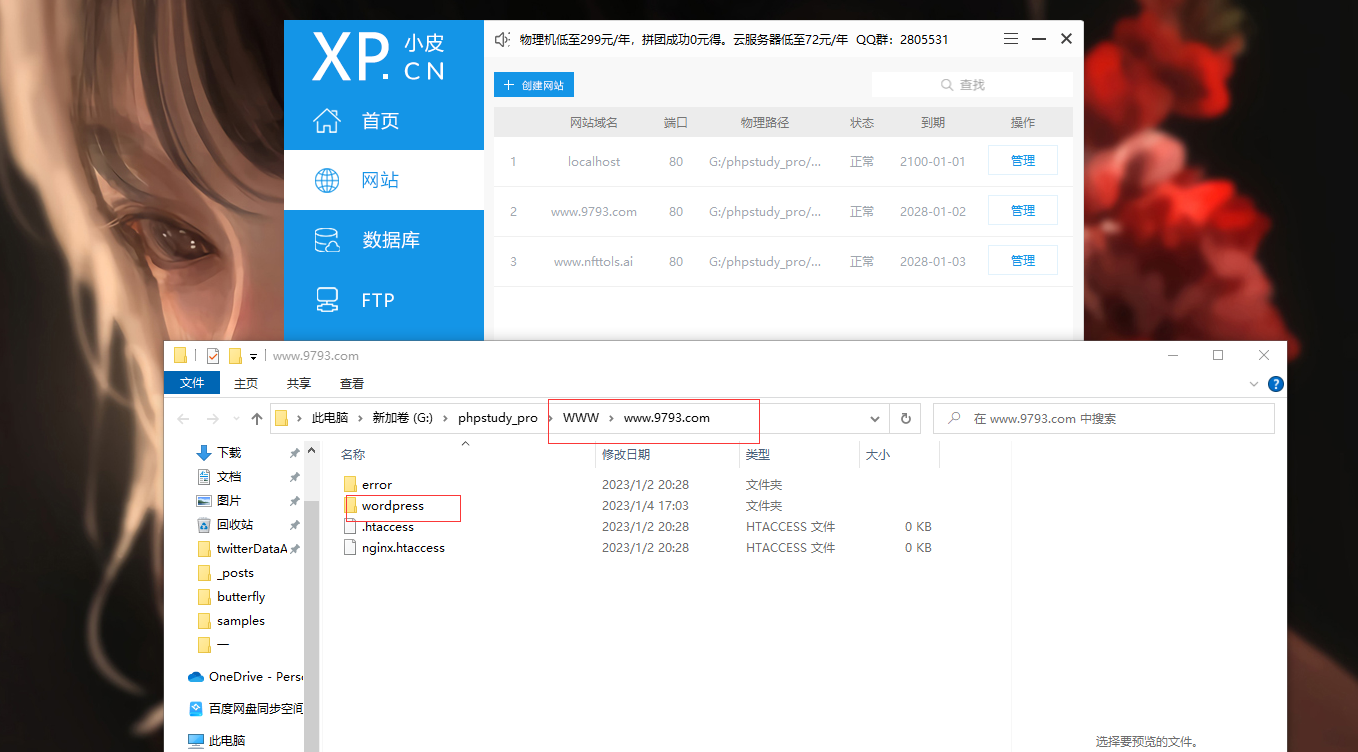 XP. 小皮
CN
物理机低至299元/年，拼团成功0元得。云服务器低至72元/年 QQ群：2805531
首页
网站
数据库
FTP
创建网站
查找
网站域名 端口 物理路径 状态 到期 操作
1 localhost 80 G:/phpstudy_pro/... 正常 2100-01-01 管理
2 www.9793.com 80 G:/phpstudy_pro/... 正常 2028-01-02 管理
3 www.nfttols.ai 80 G:/phpstudy_pro/... 正常 2028-01-03 管理
www.9793.com
文件 主页 共享 查看
此电脑 新加卷 (G:) phpstudy_pro WWW www.9793.com
在 www.9793.com 中搜索
下载
文档
图片
回收站
twitterDataA
_posts
butterfly
samples
一
OneDrive - Pers
百度网盘同步空间
此电脑
名称 修改日期 类型 大小
error 2023/1/2 20:28 文件夹
wordpress 2023/1/4 17:03 文件夹
.htaccess 2023/1/2 20:28 HTACCESS 文件 0 KB
nginx.htaccess 2023/1/2 20:28 HTACCESS 文件 0 KB
选择要预览的文件。